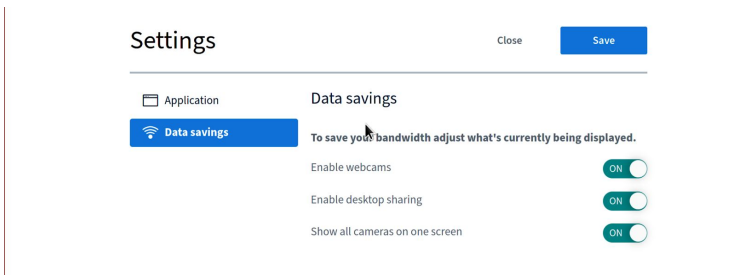 Settings
Close
Save
Application
Data savings
Data savings
To save your bandwidth adjust what's currently being displayed.
Enable webcams
ON
Enable desktop sharing
ON
Show all cameras on one screen
ON